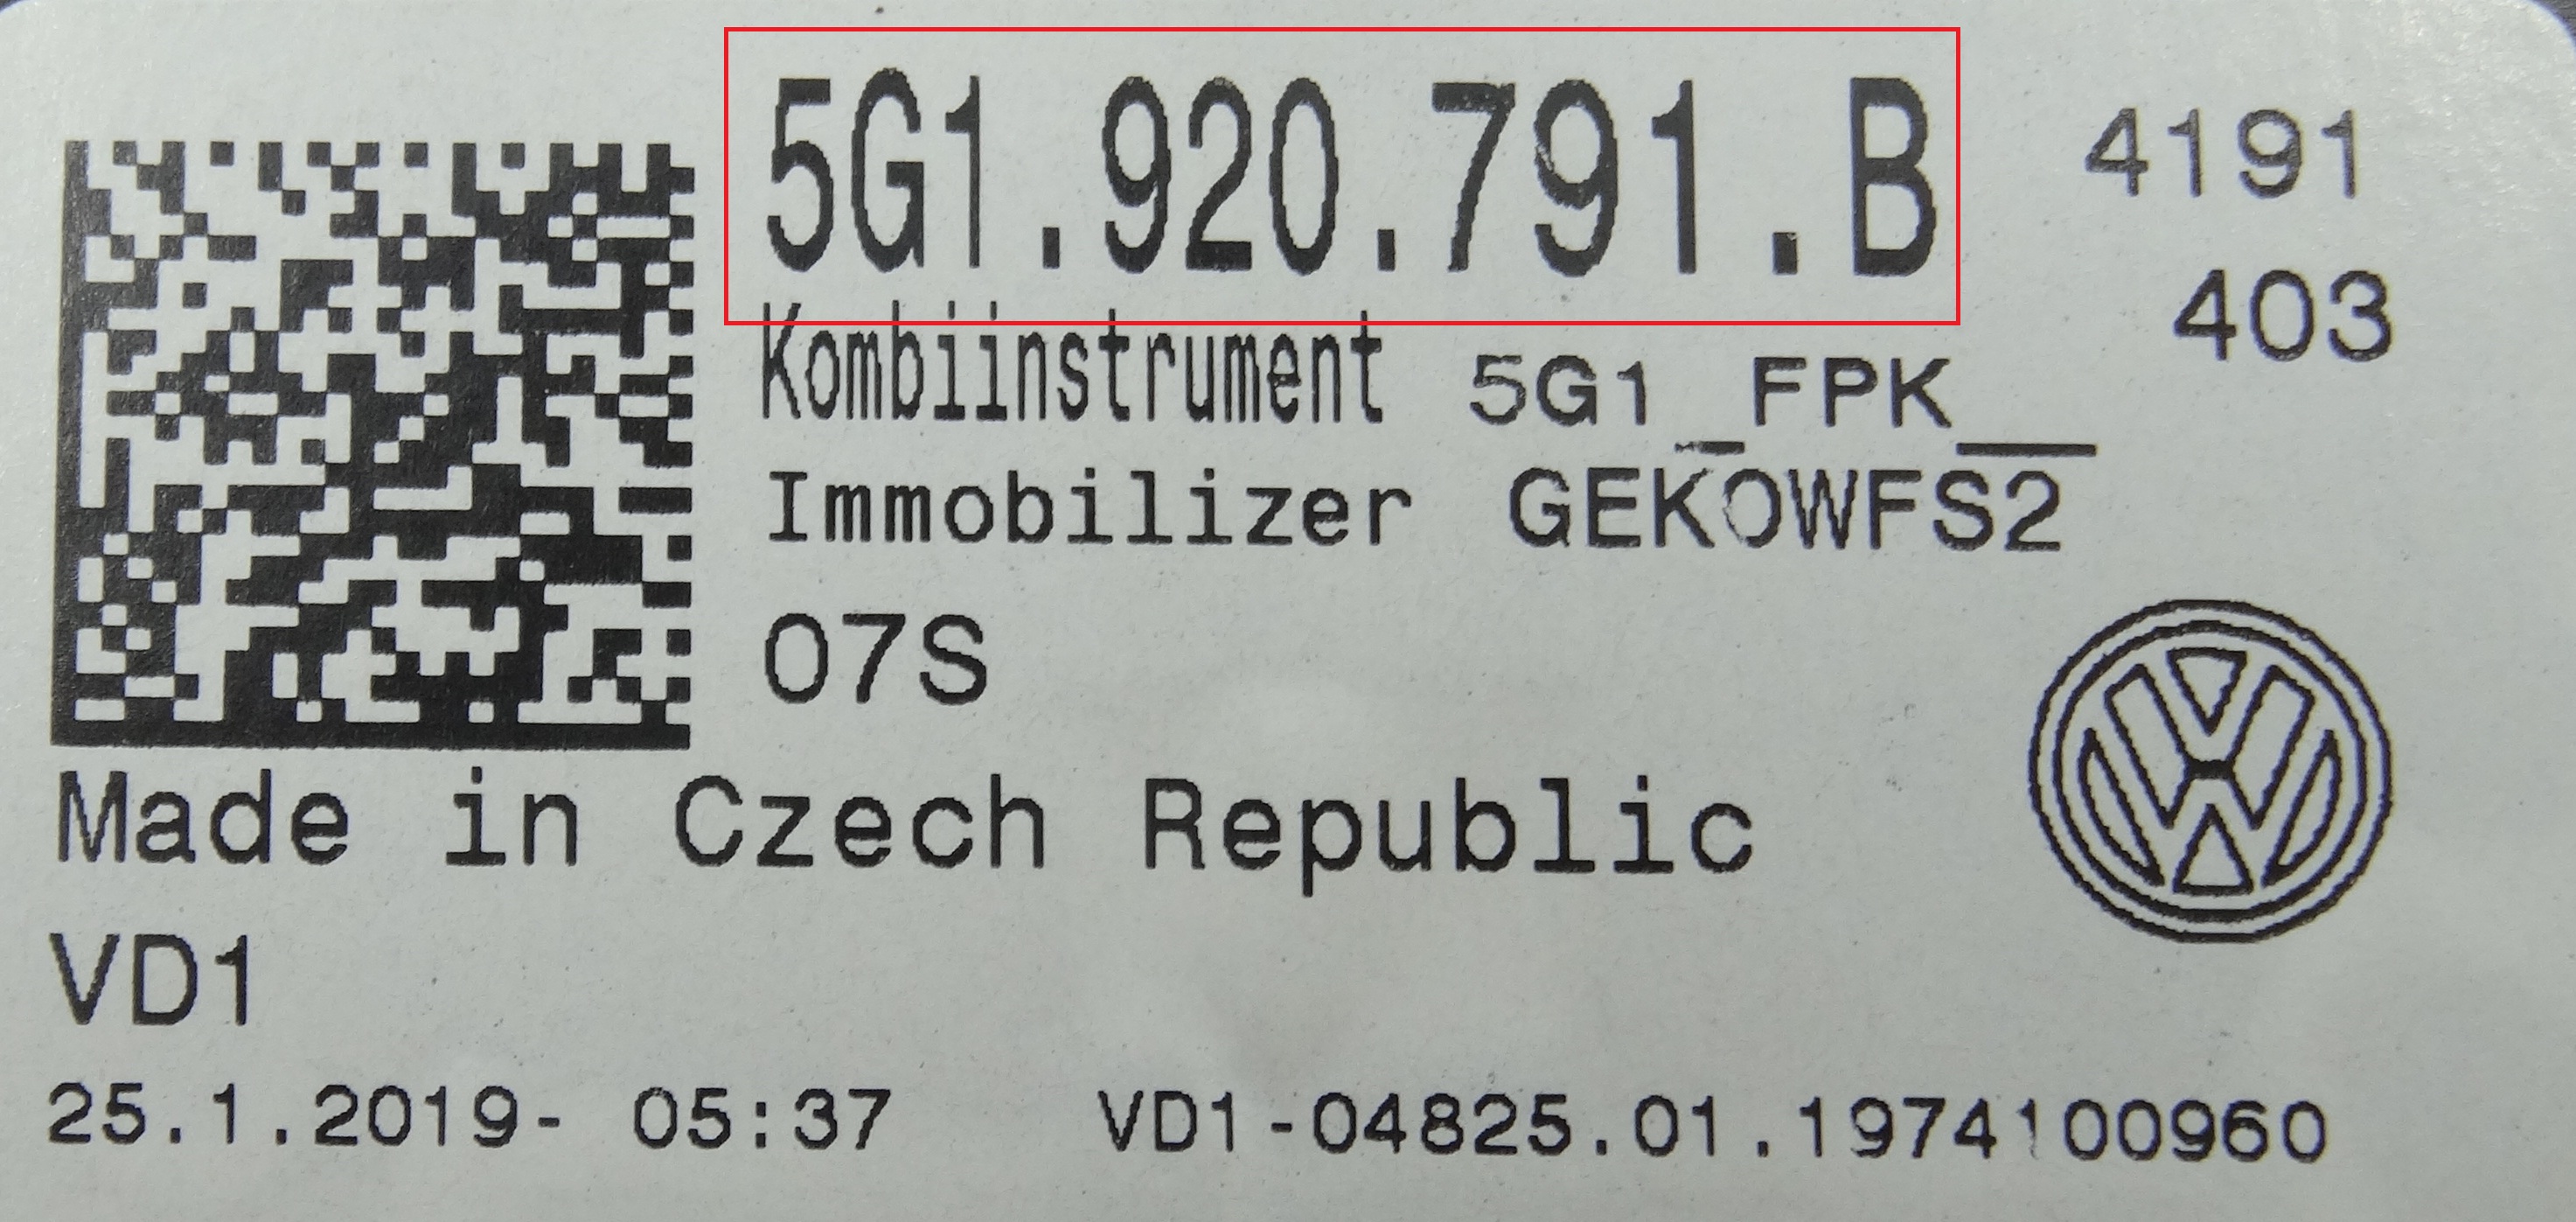 5G1.920.791.B 4191
403
Kombiinstrument 5G1_FPK__
Immobilizer GEKOWFS2
07S
Made in Czech Republic
VD1
25.1.2019- 05:37 VD1-04825.01.1974100960